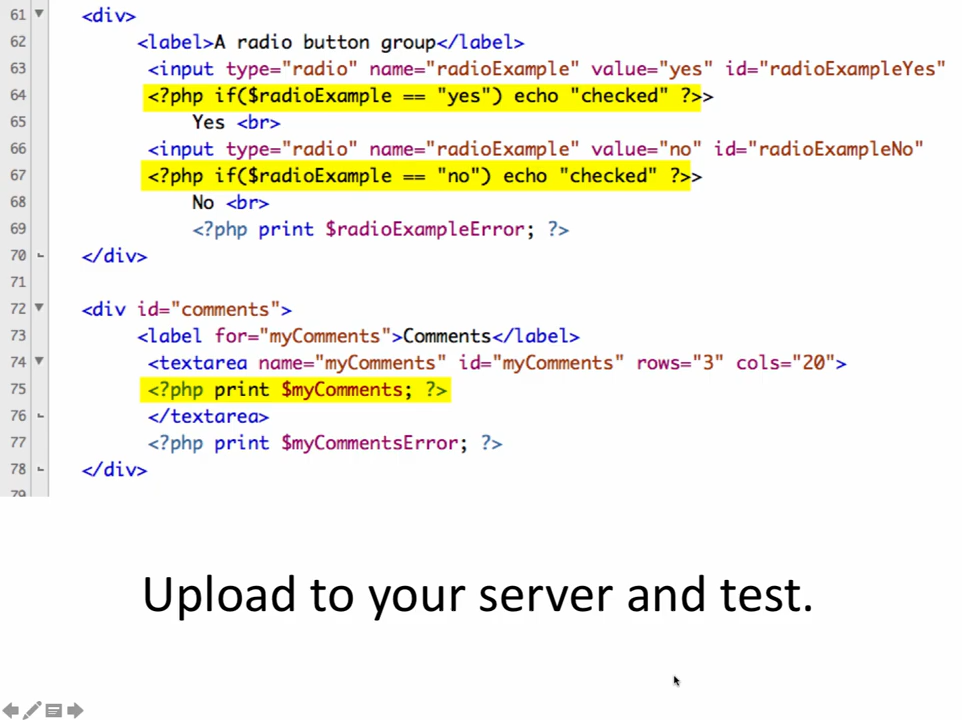 61 <div>
62 <label>A radio button group</label>
63 <input type="radio" name="radioExample" value="yes" id="radioExampleYes"
64 <?php if($radioExample == "yes") echo "checked" ?>>
65 Yes <br>
66 <input type="radio" name="radioExample" value="no" id="radioExampleNo"
67 <?php if($radioExample == "no") echo "checked" ?>>
68 No <br>
69 <?php print $radioExampleError; ?>
70 </div>
71
72 <div id="comments">
73 <label for="myComments">Comments</label>
74 <textarea name="myComments" id="myComments" rows="3" cols="20">
75 <?php print $myComments; ?>
76 </textarea>
77 <?php print $myCommentsError; ?>
78 </div>
79
Upload to your server and test.